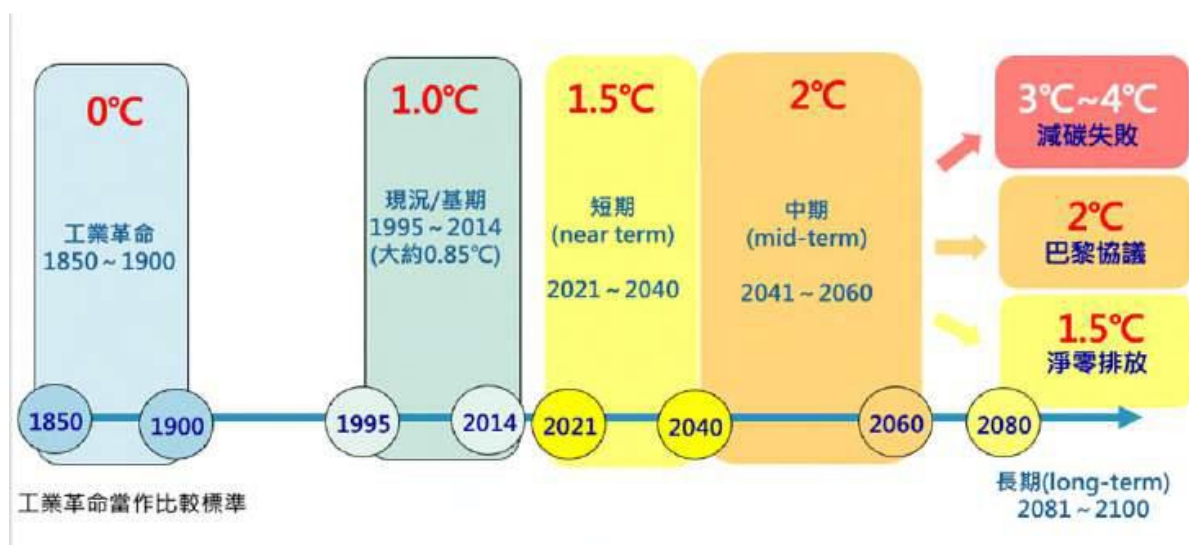 0℃
工業革命
1850～1900
1.0℃
現況/基期
1995～2014
(大約0.85℃)
1.5℃
短期
(near term)
2021～2040
2℃
中期
(mid-term)
2041～2060
3℃~4℃
減碳失敗
2℃
巴黎協議
1.5℃
淨零排放
1850
1900
1995
2014
2021
2040
2060
2080
工業革命當作比較標準
長期(long-term)
2081～2100